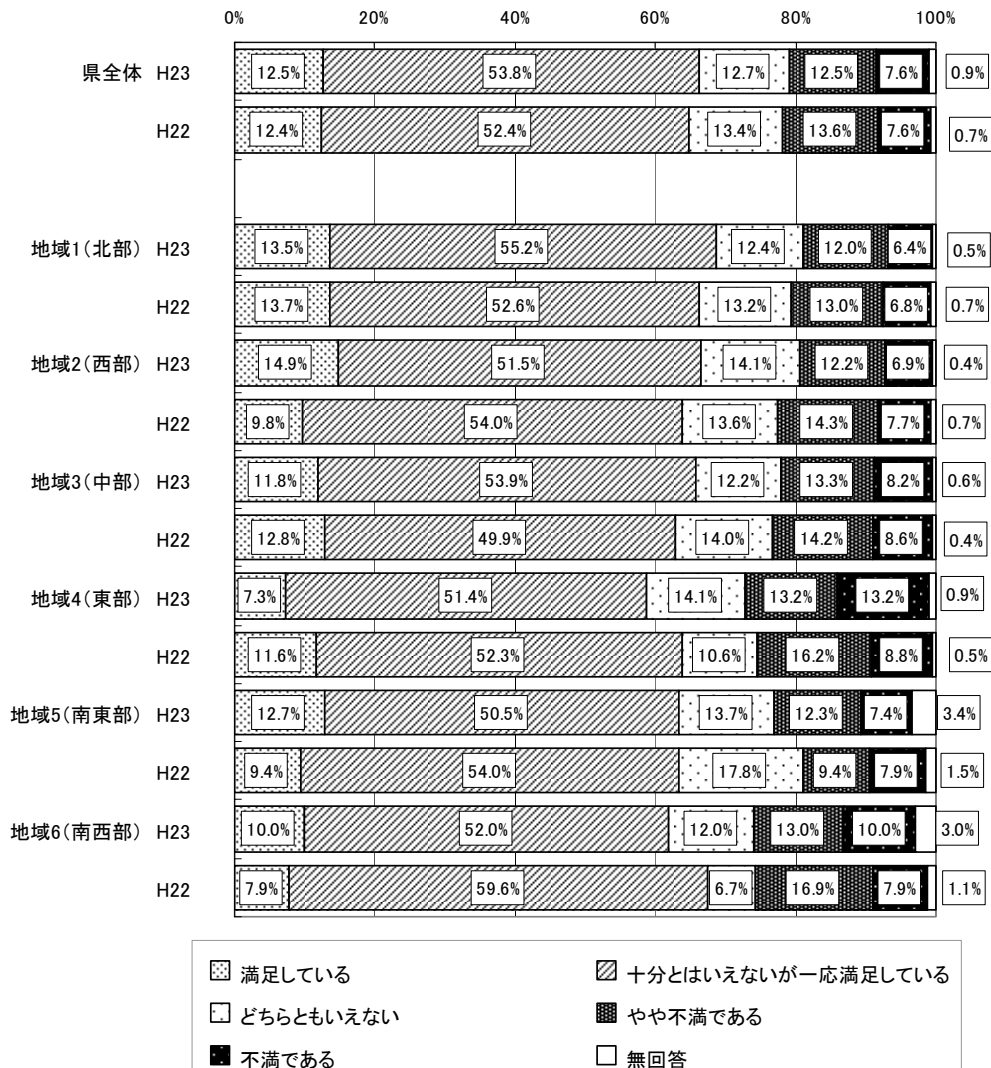 0% 20% 40% 60% 80% 100%
県全体 H23 12.5% 53.8% 12.7% 12.5% 7.6% 0.9%
H22 12.4% 52.4% 13.4% 13.6% 7.6% 0.7%
地域1(北部) H23 13.5% 55.2% 12.4% 12.0% 6.4% 0.5%
H22 13.7% 52.6% 13.2% 13.0% 6.8% 0.7%
地域2(西部) H23 14.9% 51.5% 14.1% 12.2% 6.9% 0.4%
H22 9.8% 54.0% 13.6% 14.3% 7.7% 0.7%
地域3(中部) H23 11.8% 53.9% 12.2% 13.3% 8.2% 0.6%
H22 12.8% 49.9% 14.0% 14.2% 8.6% 0.4%
地域4(東部) H23 7.3% 51.4% 14.1% 13.2% 13.2% 0.9%
H22 11.6% 52.3% 10.6% 16.2% 8.8% 0.5%
地域5(南東部) H23 12.7% 50.5% 13.7% 12.3% 7.4% 3.4%
H22 9.4% 54.0% 17.8% 9.4% 7.9% 1.5%
地域6(南西部) H23 10.0% 52.0% 12.0% 13.0% 10.0% 3.0%
H22 7.9% 59.6% 6.7% 16.9% 7.9% 1.1%
満足している 十分とはいえないが一応満足している
どちらともいえない やや不満である
不満である 無回答